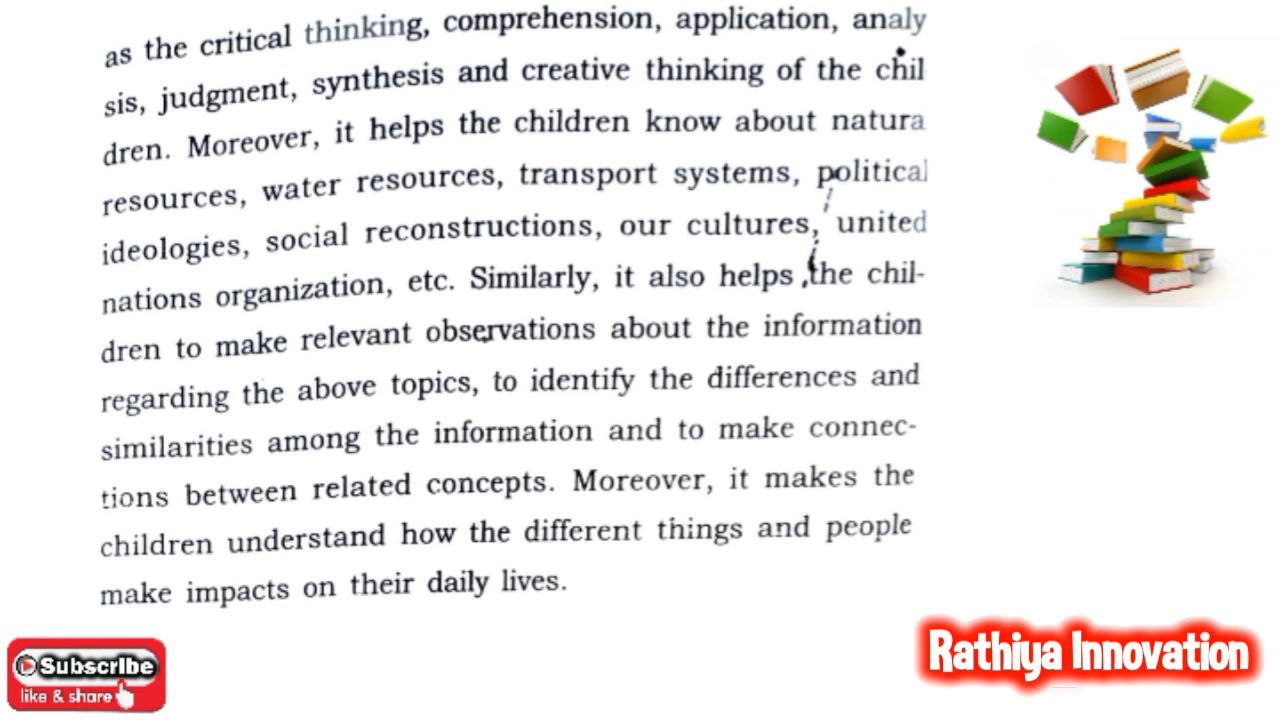 as the critical thinking, comprehension, application, analy
sis, judgment, synthesis and creative thinking of the chil
dren. Moreover, it helps the children know about natura
resources, water resources, transport systems, political
ideologies, social reconstructions, our cultures, united
nations organization, etc. Similarly, it also helps the chil-
dren to make relevant observations about the information
regarding the above topics, to identify the differences and
similarities among the information and to make connec-
tions between related concepts. Moreover, it makes the
children understand how the different things and people
make impacts on their daily lives.
Subscribe
like & share
Rathiya Innovation